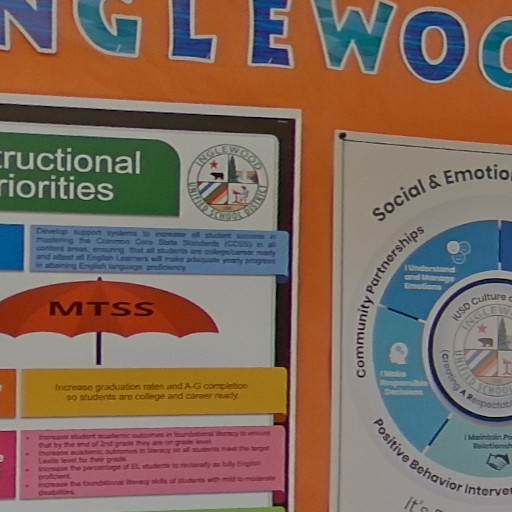 NGLEWOO
tructional
riorities
INGLEWOOD
UNIFIED SCHOOL DISTRICT
Develop support systems to increase all student success in
mastering the Common Core State Standards (CCSS) in all
content areas, ensuring that all students are college/career ready
and attest all English Learners will make adequate yearly progress
in attaining English language proficiency.
MTSS
Increase graduation rates and A-G completion
so students are college and career ready.
Increase student academic outcomes in foundational literacy to ensure
that by the end of 2nd grade they are on grade level.
Increase academic outcomes in literacy so all students meet the target
Lexile level for their grade.
Increase the percentage of EL students to reclassify as fully English
proficient.
Increase the foundational literacy skills of students with mild to moderate
disabilities.
Social & Emotio
Community Partnerships
I Understand
and Manage
Emotions
I Make
Responsible
Decisions
I Maintain Po
Relationsh
IUSD Culture o
INGLEW
SCHOOL
Creating A Respectful
Positive Behavior Interven
It's